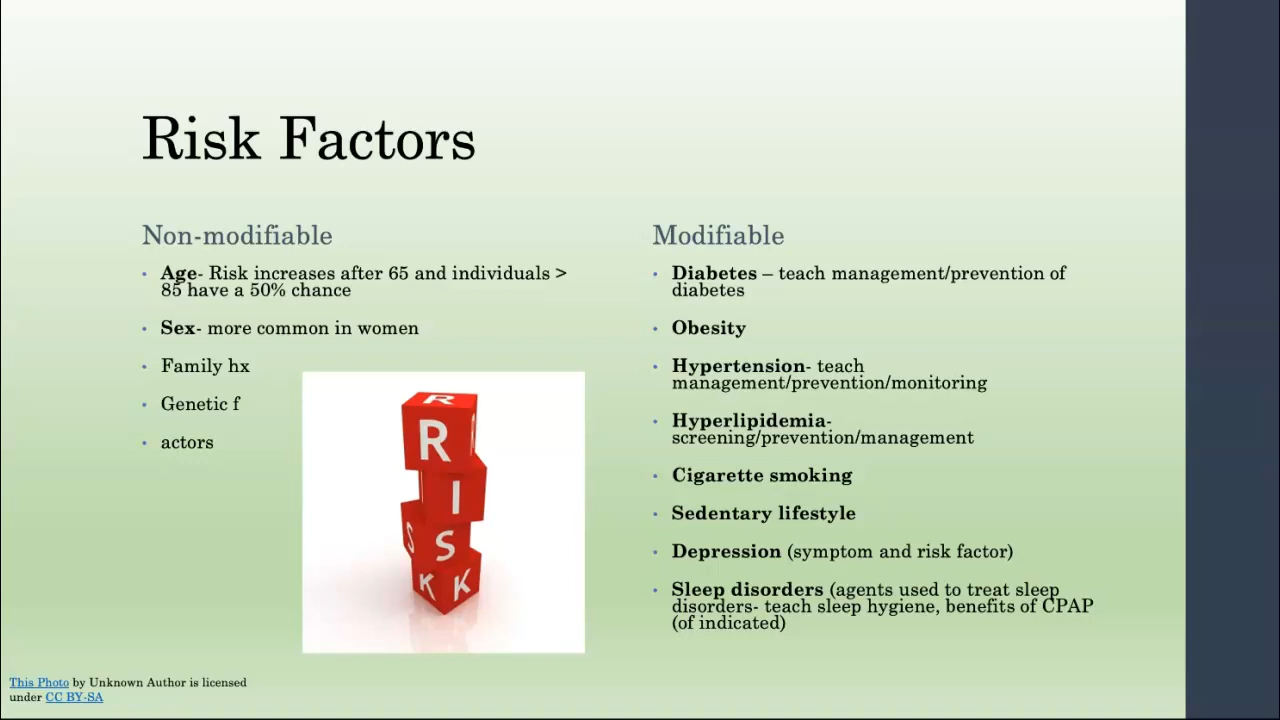 Risk Factors
Non-modifiable
• Age- Risk increases after 65 and individuals >
85 have a 50% chance
• Sex- more common in women
• Family hx
• Genetic f
• actors
R
R
I
S
S
K
K
Modifiable
• Diabetes – teach management/prevention of
diabetes
• Obesity
• Hypertension- teach
management/prevention/monitoring
• Hyperlipidemia-
screening/prevention/management
• Cigarette smoking
• Sedentary lifestyle
• Depression (symptom and risk factor)
• Sleep disorders (agents used to treat sleep
disorders- teach sleep hygiene, benefits of CPAP
(of indicated)
This Photo by Unknown Author is licensed
under CC BY-SA